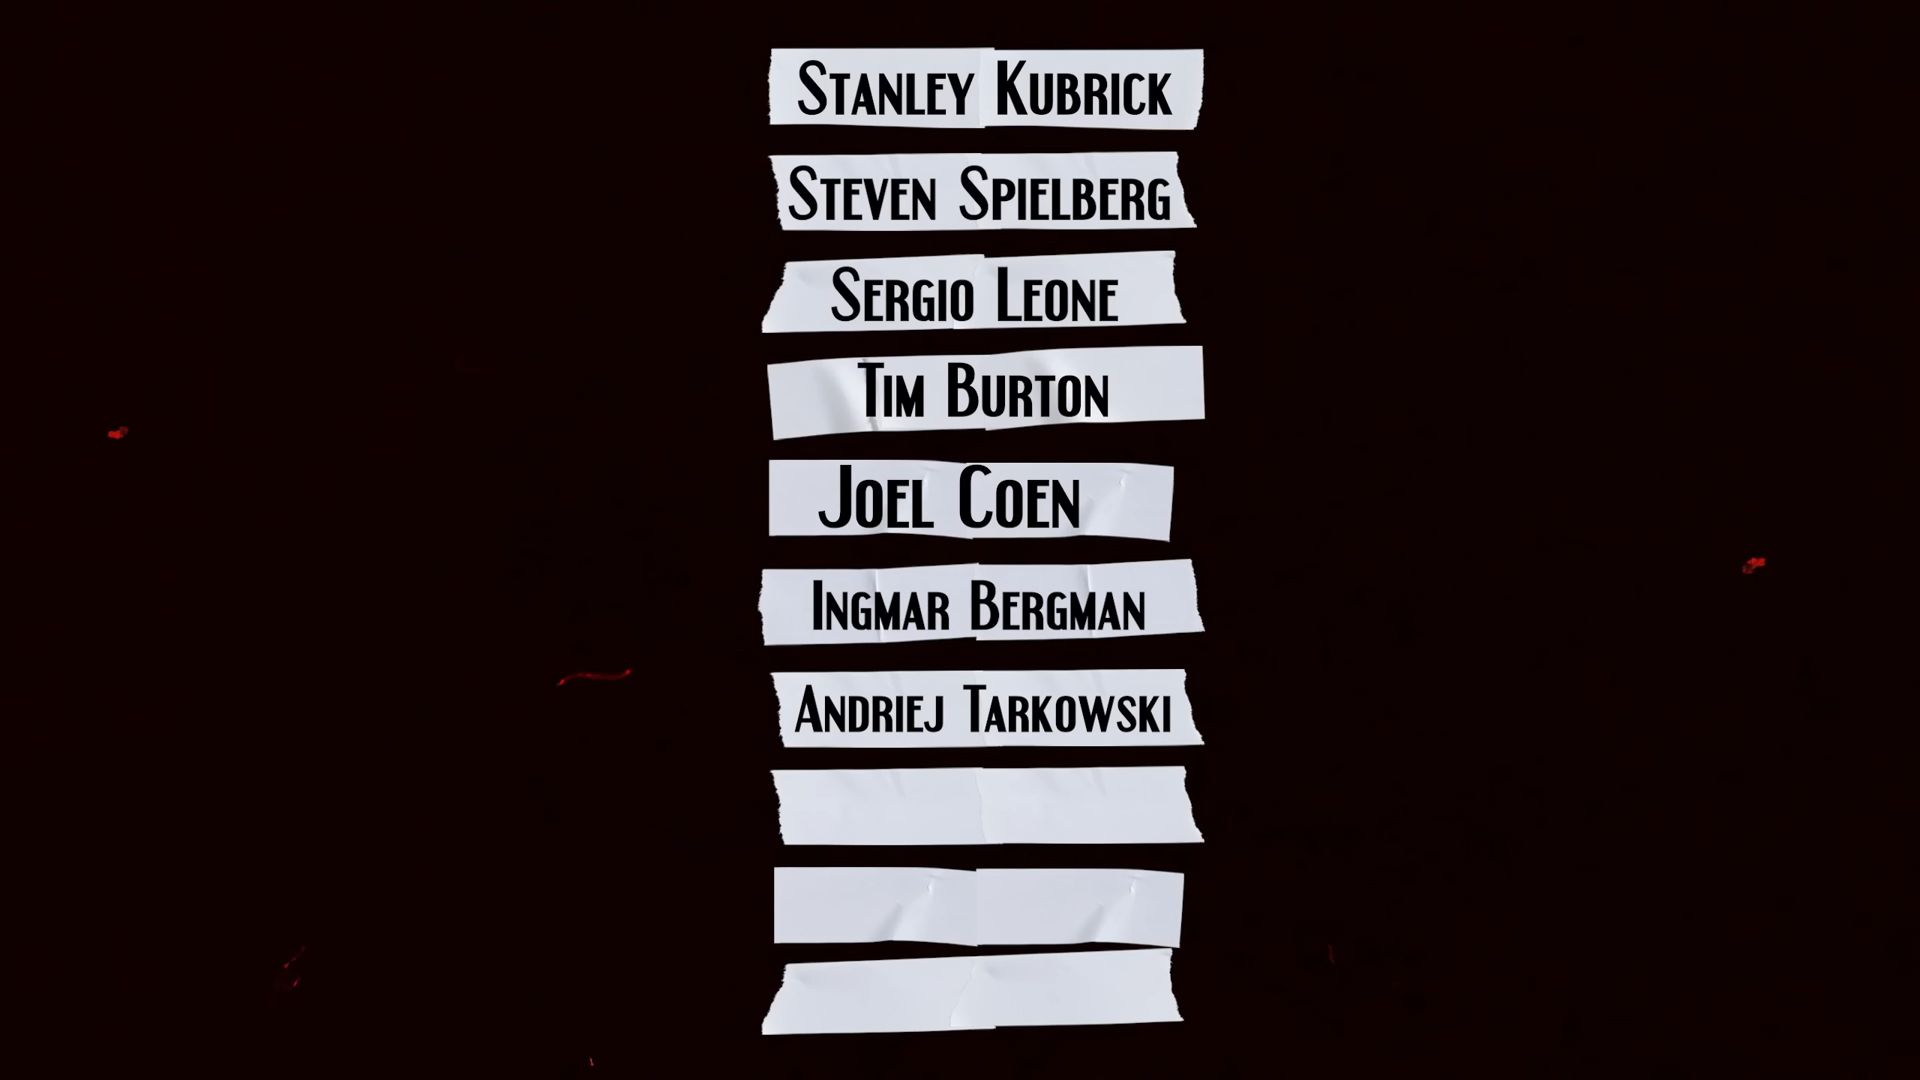 Stanley Kubrick
Steven Spielberg
Sergio Leone
Tim Burton
Joel Coen
Ingmar Bergman
Andriej Tarkowski